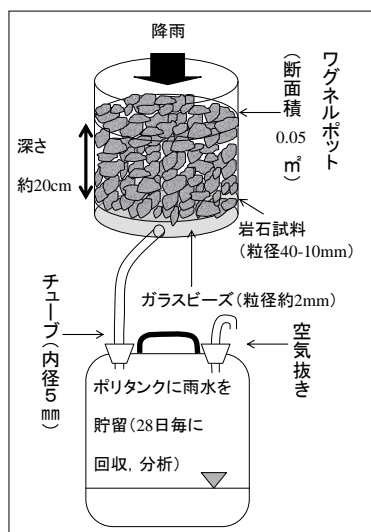 降雨
ワグネルポット
(断面積
0.05
㎡)
深さ
約20cm
岩石試料
(粒径40-10mm)
ガラスビーズ(粒径約2mm)
チューブ(内径5㎜)
空気抜き
ポリタンクに雨水を
貯留(28日毎に
回収,分析)